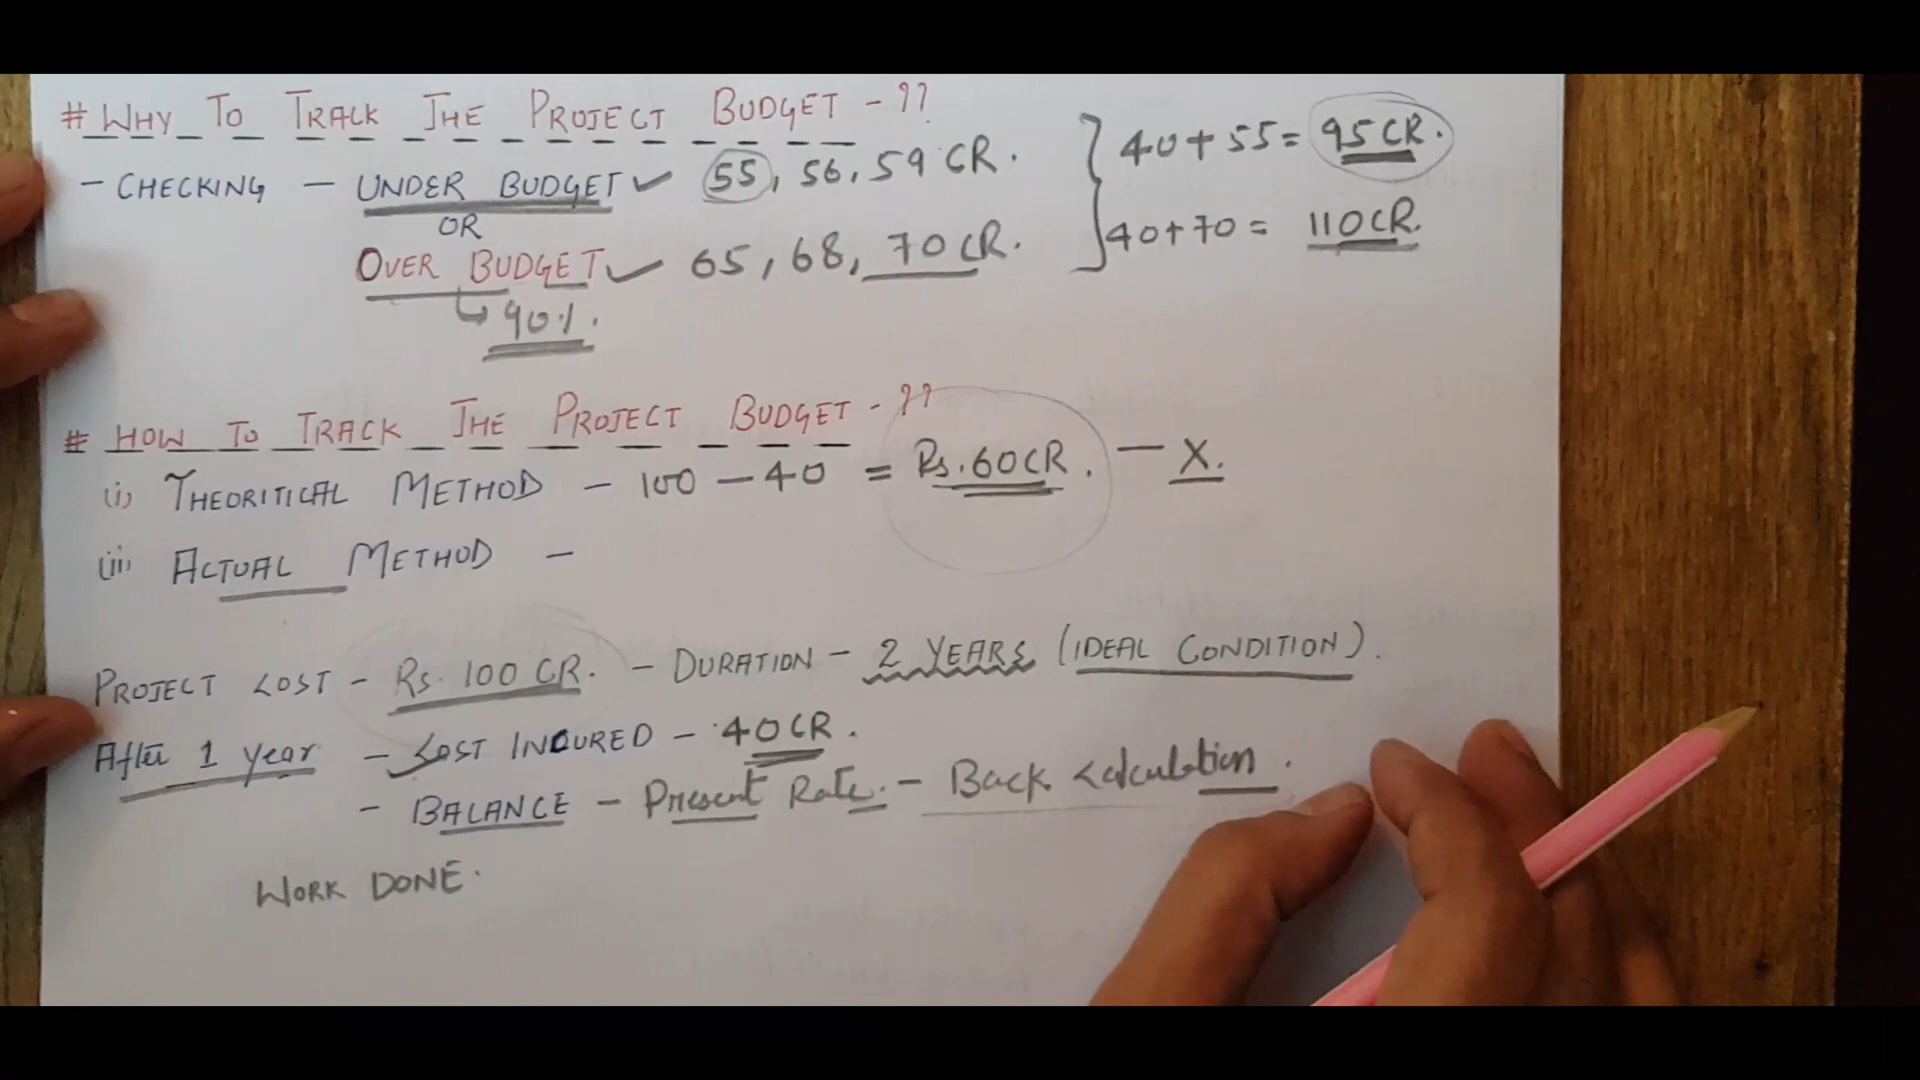 # WHY TO TRACK THE PROJECT BUDGET - ??
- CHECKING - UNDER BUDGET ✓ 55, 56, 59 CR. } 40 + 55 = 95 CR.
OR
OVER BUDGET ✓ 65, 68, 70 CR. 40 + 70 = 110 CR.
↳ 90%.
# HOW TO TRACK THE PROJECT BUDGET - ??
(i) THEORITICAL METHOD - 100 - 40 = Rs. 60 CR. - X.
(ii) ACTUAL METHOD -
PROJECT COST - Rs. 100 CR. - DURATION - 2 YEARS (IDEAL CONDITION).
After 1 year - COST INCURED - 40 CR.
- BALANCE - Present Rate. - Back Calculation.
WORK DONE.